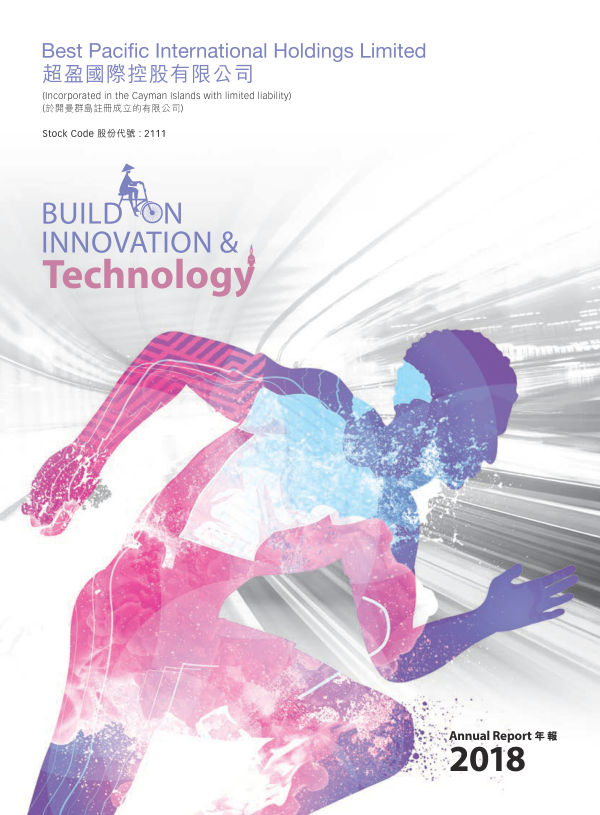 Best Pacific International Holdings Limited
超盈國際控股有限公司
(Incorporated in the Cayman Islands with limited liability)
(於開曼群島註冊成立的有限公司)
Stock Code 股份代號 : 2111
BUILD ON
INNOVATION &
Technology
Annual Report 年報
2018